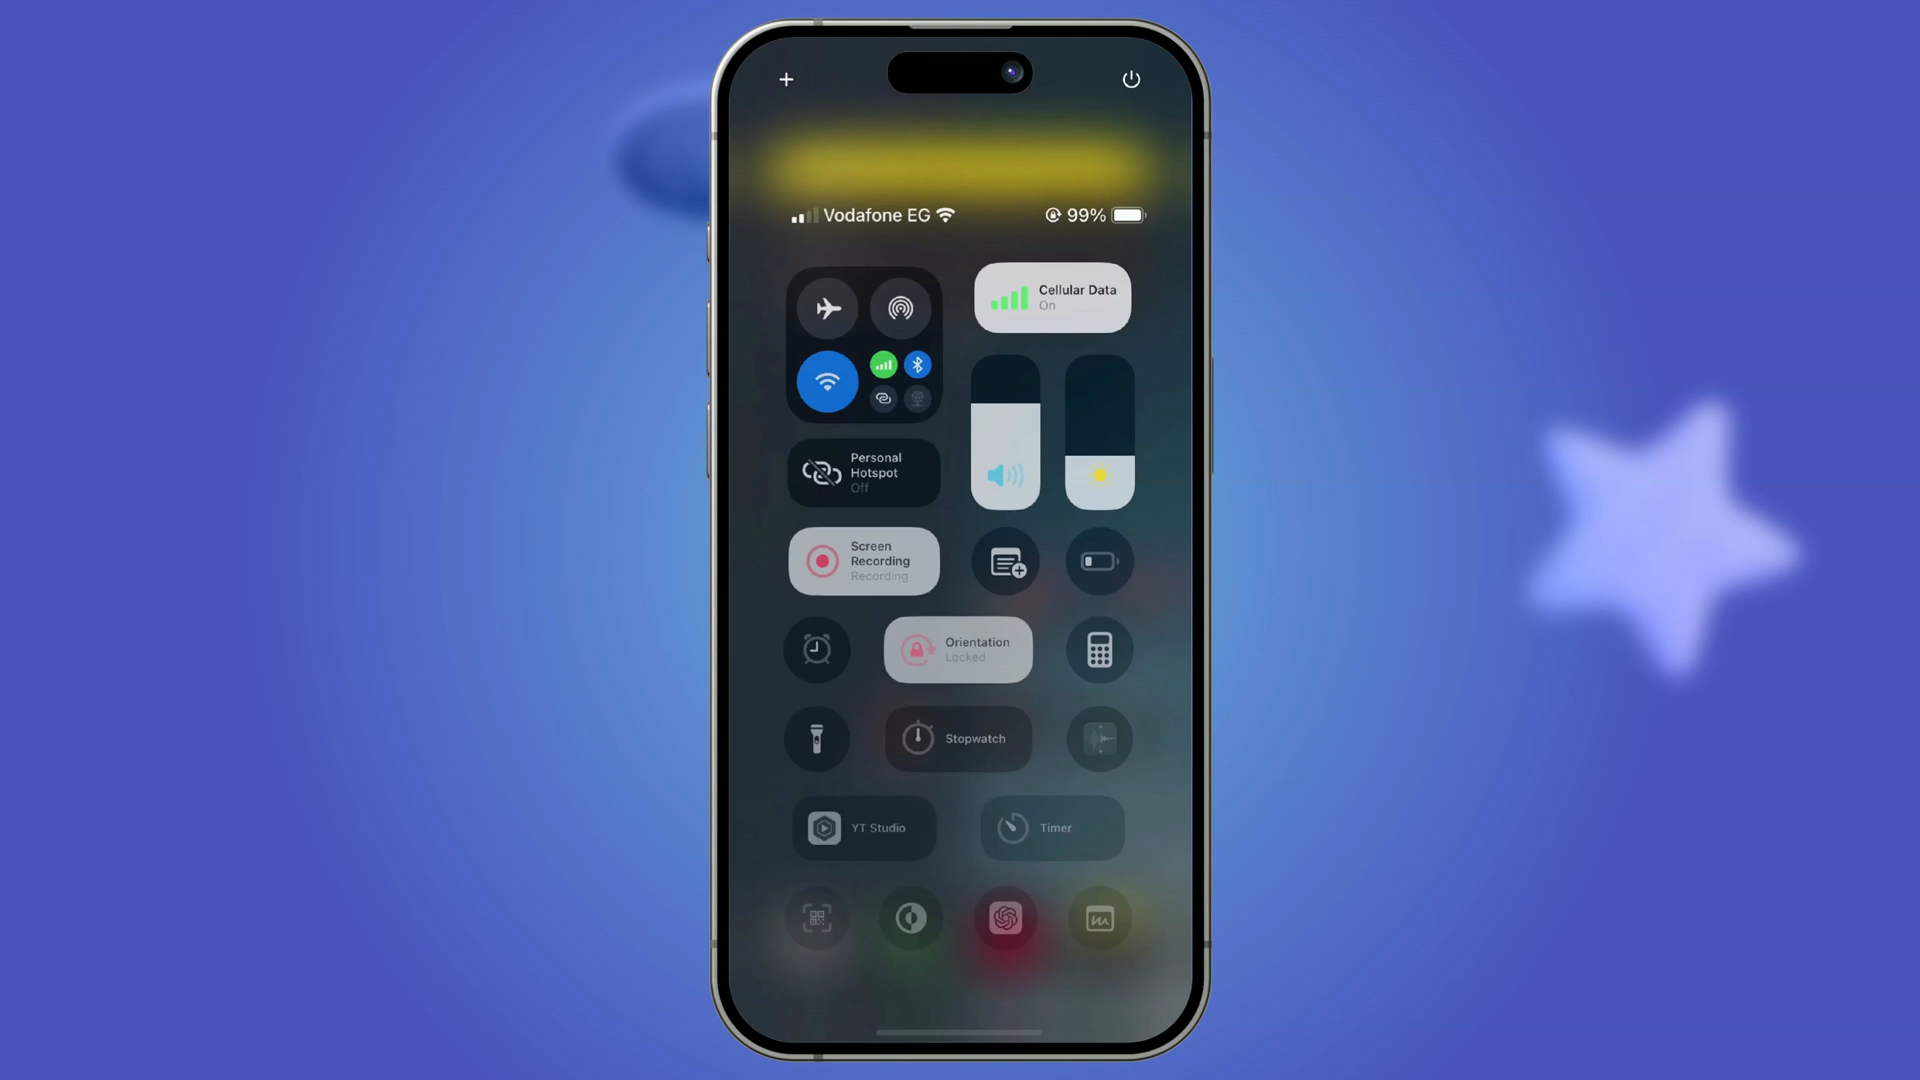 Vodafone EG
99%
Cellular Data
On
Personal
Hotspot
Off
Screen
Recording
Recording
Orientation
Locked
Stopwatch
YT Studio
Timer